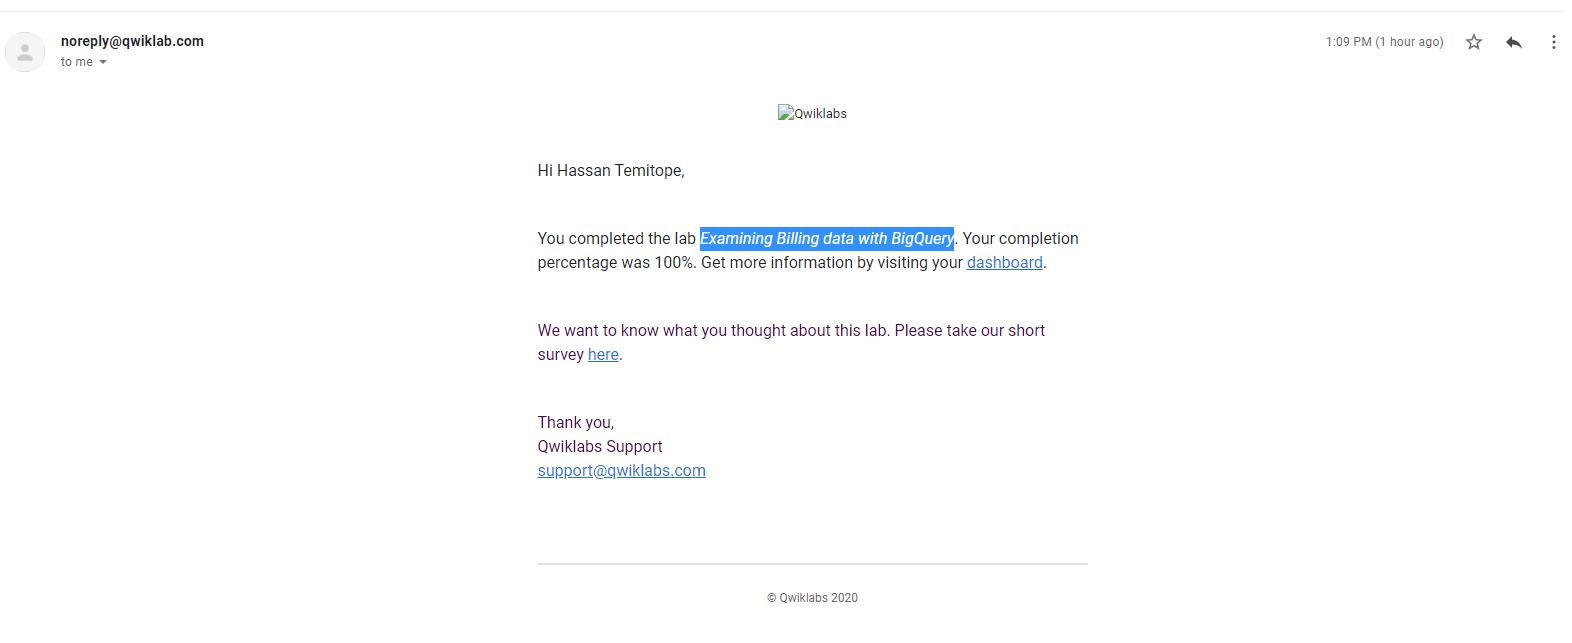 noreply@qwiklab.com
1:09 PM (1 hour ago)
to me
Qwiklabs
Hi Hassan Temitope,
You completed the lab Examining Billing data with BigQuery. Your completion
percentage was 100%. Get more information by visiting your dashboard.
We want to know what you thought about this lab. Please take our short
survey here.
Thank you,
Qwiklabs Support
support@qwiklabs.com
© Qwiklabs 2020